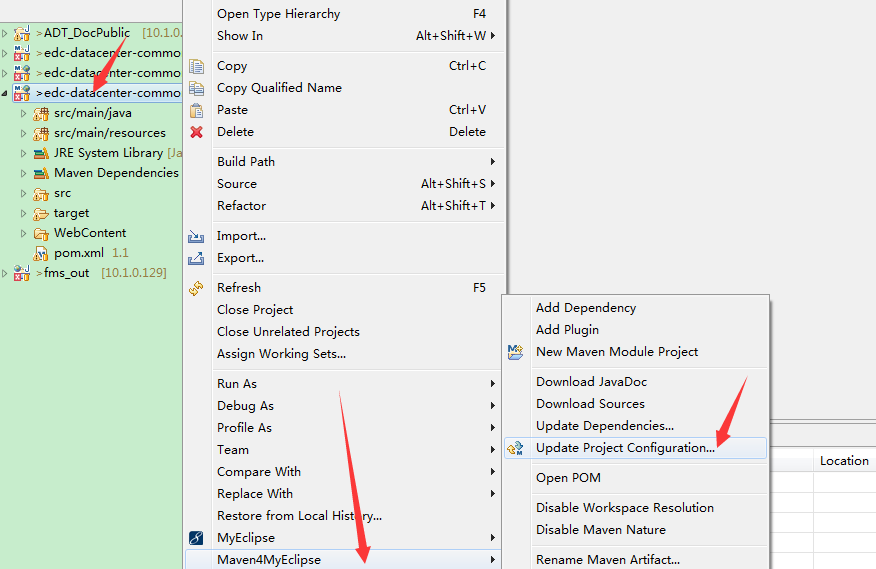 >ADT_DocPublic [10.1.0.
>edc-datacenter-commo
>edc-datacenter-commo
>edc-datacenter-commo
src/main/java
src/main/resources
JRE System Library [Ja
Maven Dependencies
src
target
WebContent
pom.xml 1.1
>fms_out [10.1.0.129]
Open Type Hierarchy F4
Show In Alt+Shift+W
Copy Ctrl+C
Copy Qualified Name
Paste Ctrl+V
Delete Delete
Build Path
Source Alt+Shift+S
Refactor Alt+Shift+T
Import...
Export...
Refresh F5
Close Project
Close Unrelated Projects
Assign Working Sets...
Run As
Debug As
Profile As
Team
Compare With
Replace With
Restore from Local History...
MyEclipse
Maven4MyEclipse
Add Dependency
Add Plugin
New Maven Module Project
Download JavaDoc
Download Sources
Update Dependencies...
Update Project Configuration...
Open POM
Disable Workspace Resolution
Disable Maven Nature
Rename Maven Artifact...
Location